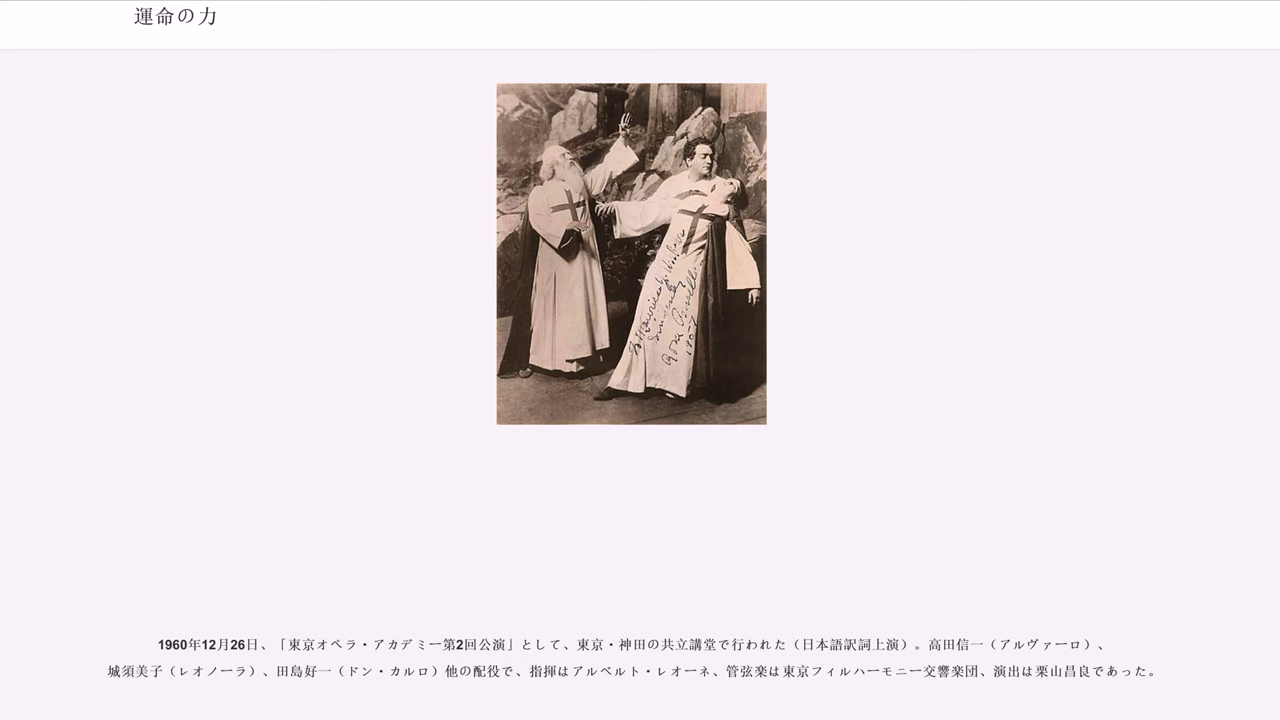 運命の力
Sincerely
1907
1960年12月26日、「東京オペラ・アカデミー第2回公演」として、東京・神田の共立講堂で行われた（日本語訳詞上演）。高田信一（アルヴァーロ）、
城須美子（レオノーラ）、田島好一（ドン・カルロ）他の配役で、指揮はアルベルト・レオーネ、管弦楽は東京フィルハーモニー交響楽団、演出は栗山昌良であった。